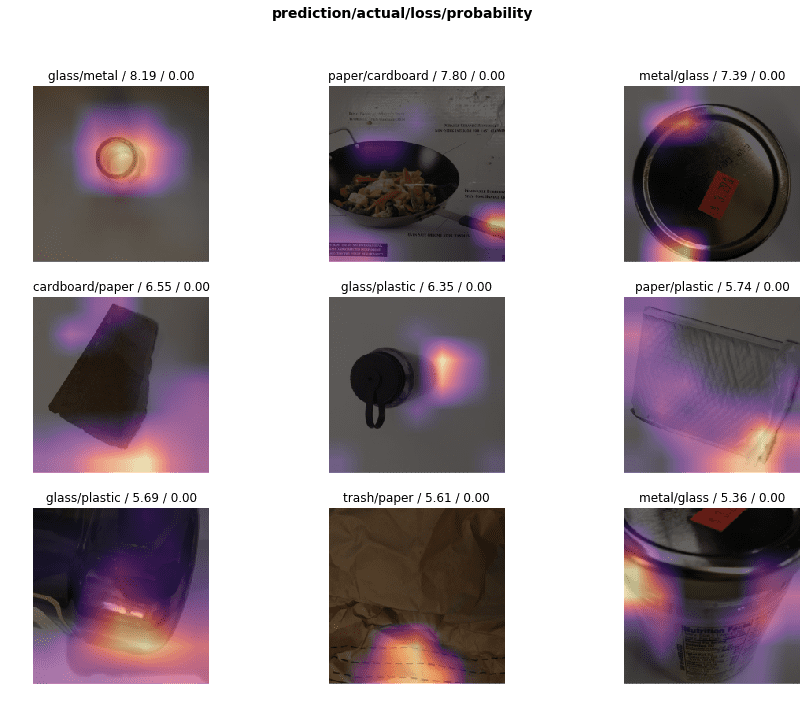 prediction/actual/loss/probability
glass/metal / 8.19 / 0.00
paper/cardboard / 7.80 / 0.00
metal/glass / 7.39 / 0.00
cardboard/paper / 6.55 / 0.00
glass/plastic / 6.35 / 0.00
paper/plastic / 5.74 / 0.00
glass/plastic / 5.69 / 0.00
trash/paper / 5.61 / 0.00
metal/glass / 5.36 / 0.00